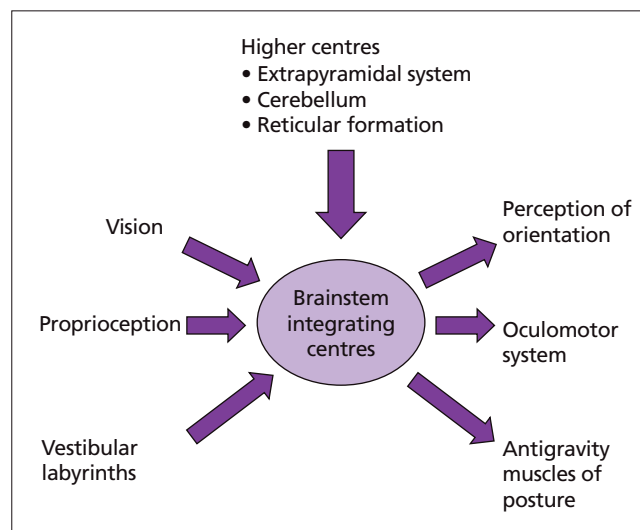 Higher centres
• Extrapyramidal system
• Cerebellum
• Reticular formation
Vision
Proprioception
Vestibular
labyrinths
Brainstem
integrating
centres
Perception of
orientation
Oculomotor
system
Antigravity
muscles of
posture